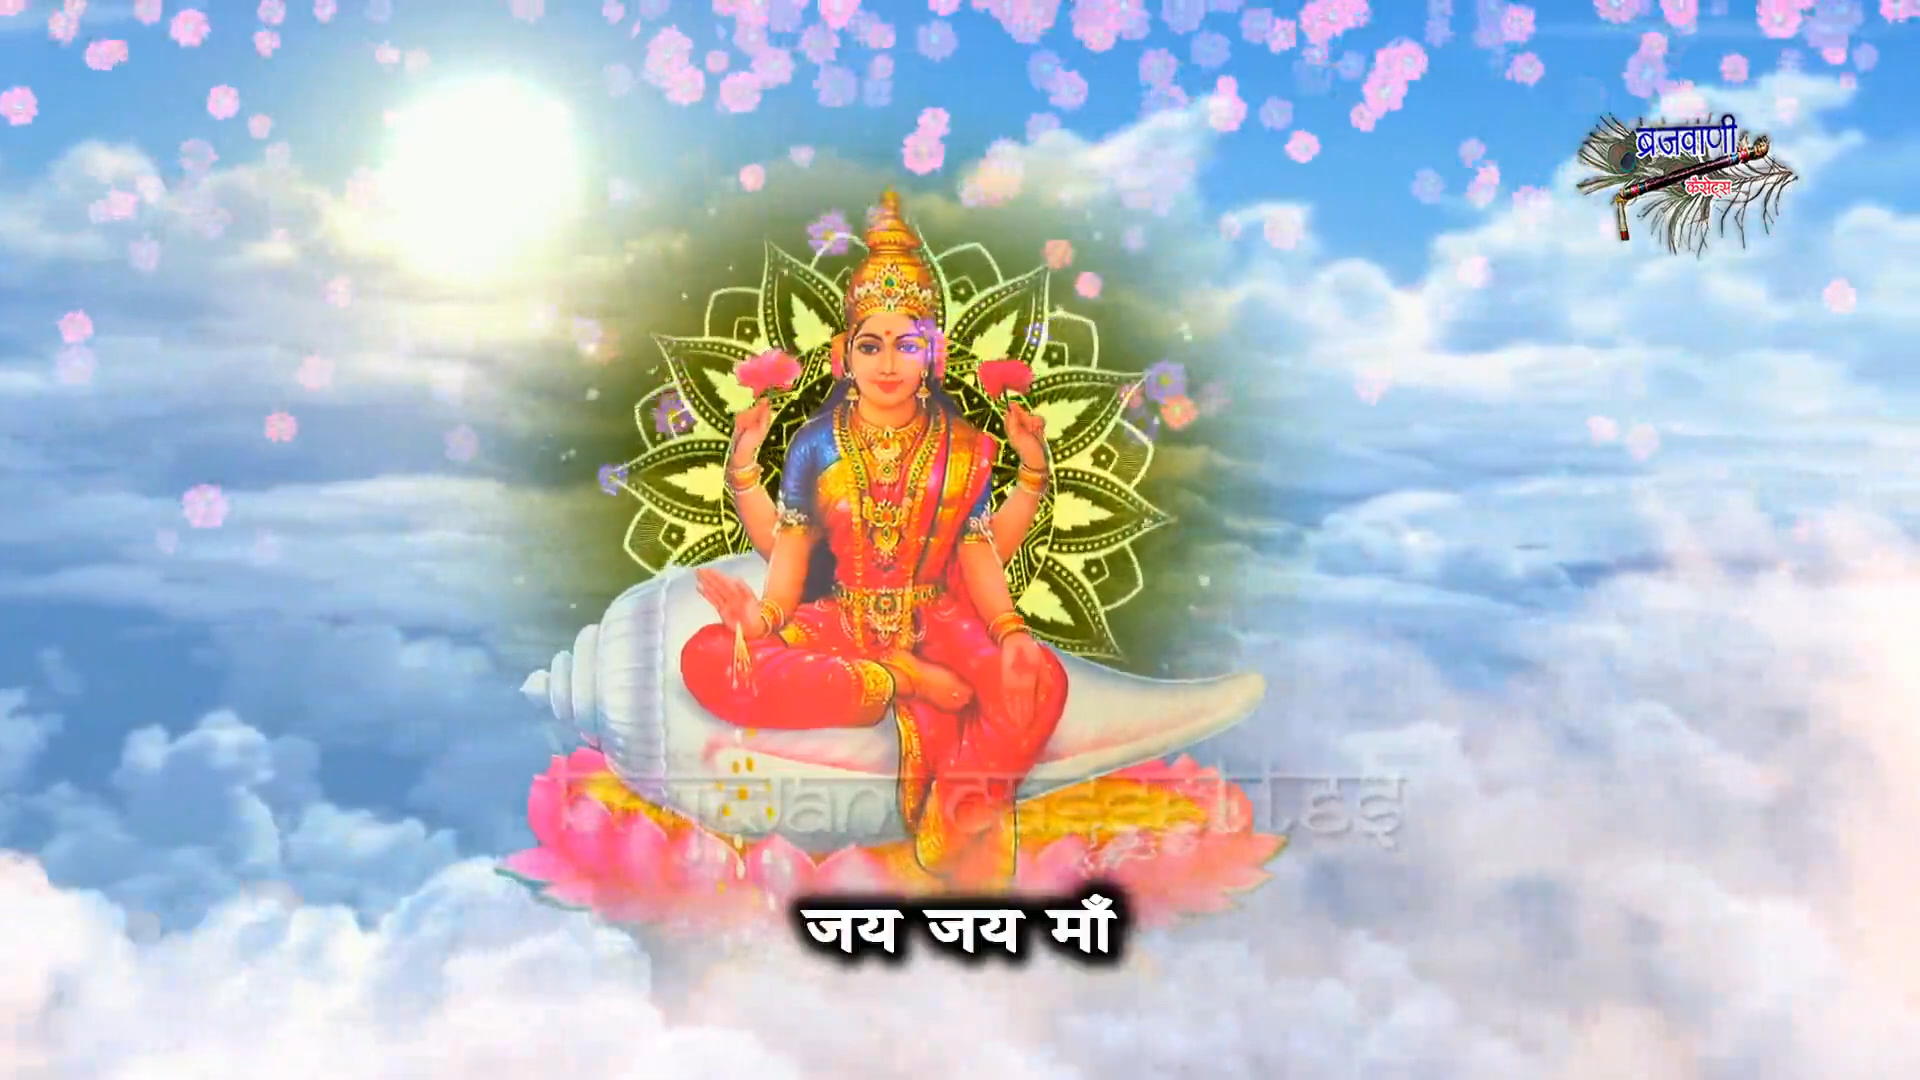 ब्रजवाणी
कैसेट्स
जय जय माँ